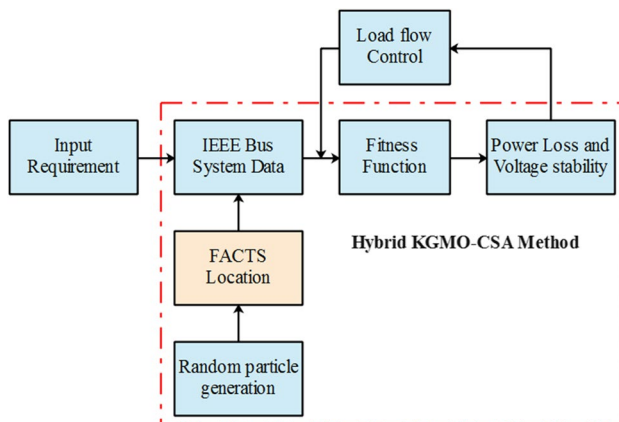 Load flow
Control
Input
Requirement
IEEE Bus
System Data
Fitness
Function
Power Loss and
Voltage stability
Hybrid KGMO-CSA Method
FACTS
Location
Random particle
generation